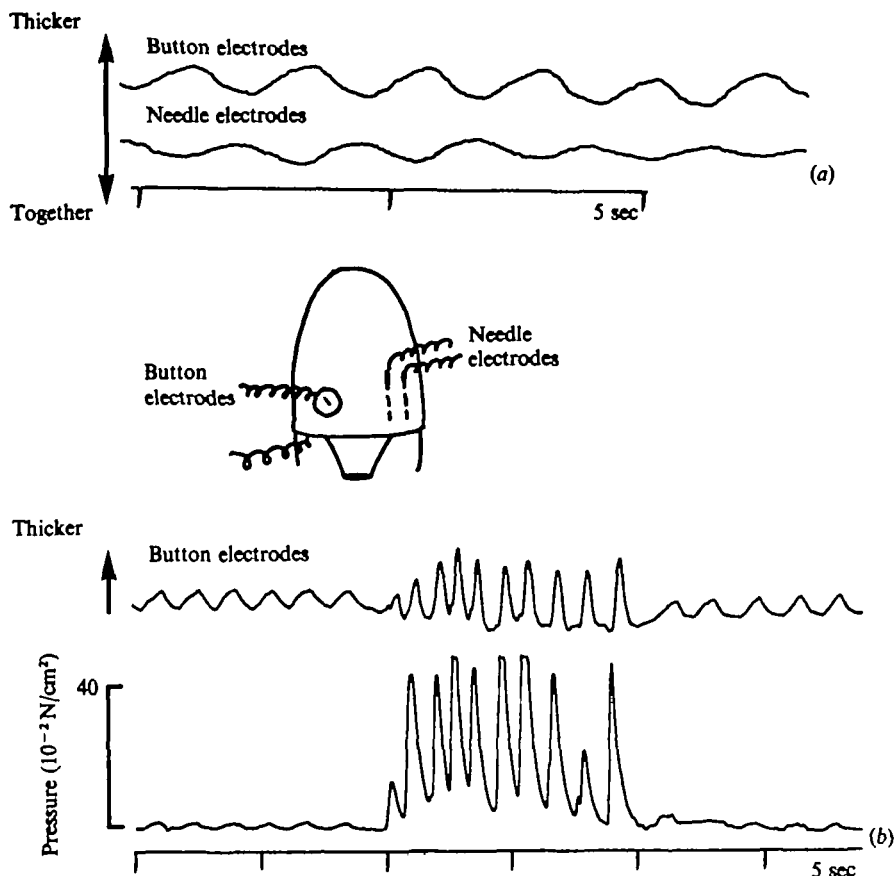 Thicker
Button electrodes
Needle electrodes
(a)
Together
5 sec
Needle
electrodes
Button
electrodes
Thicker
Button electrodes
40
Pressure (10⁻² N/cm²)
(b)
5 sec